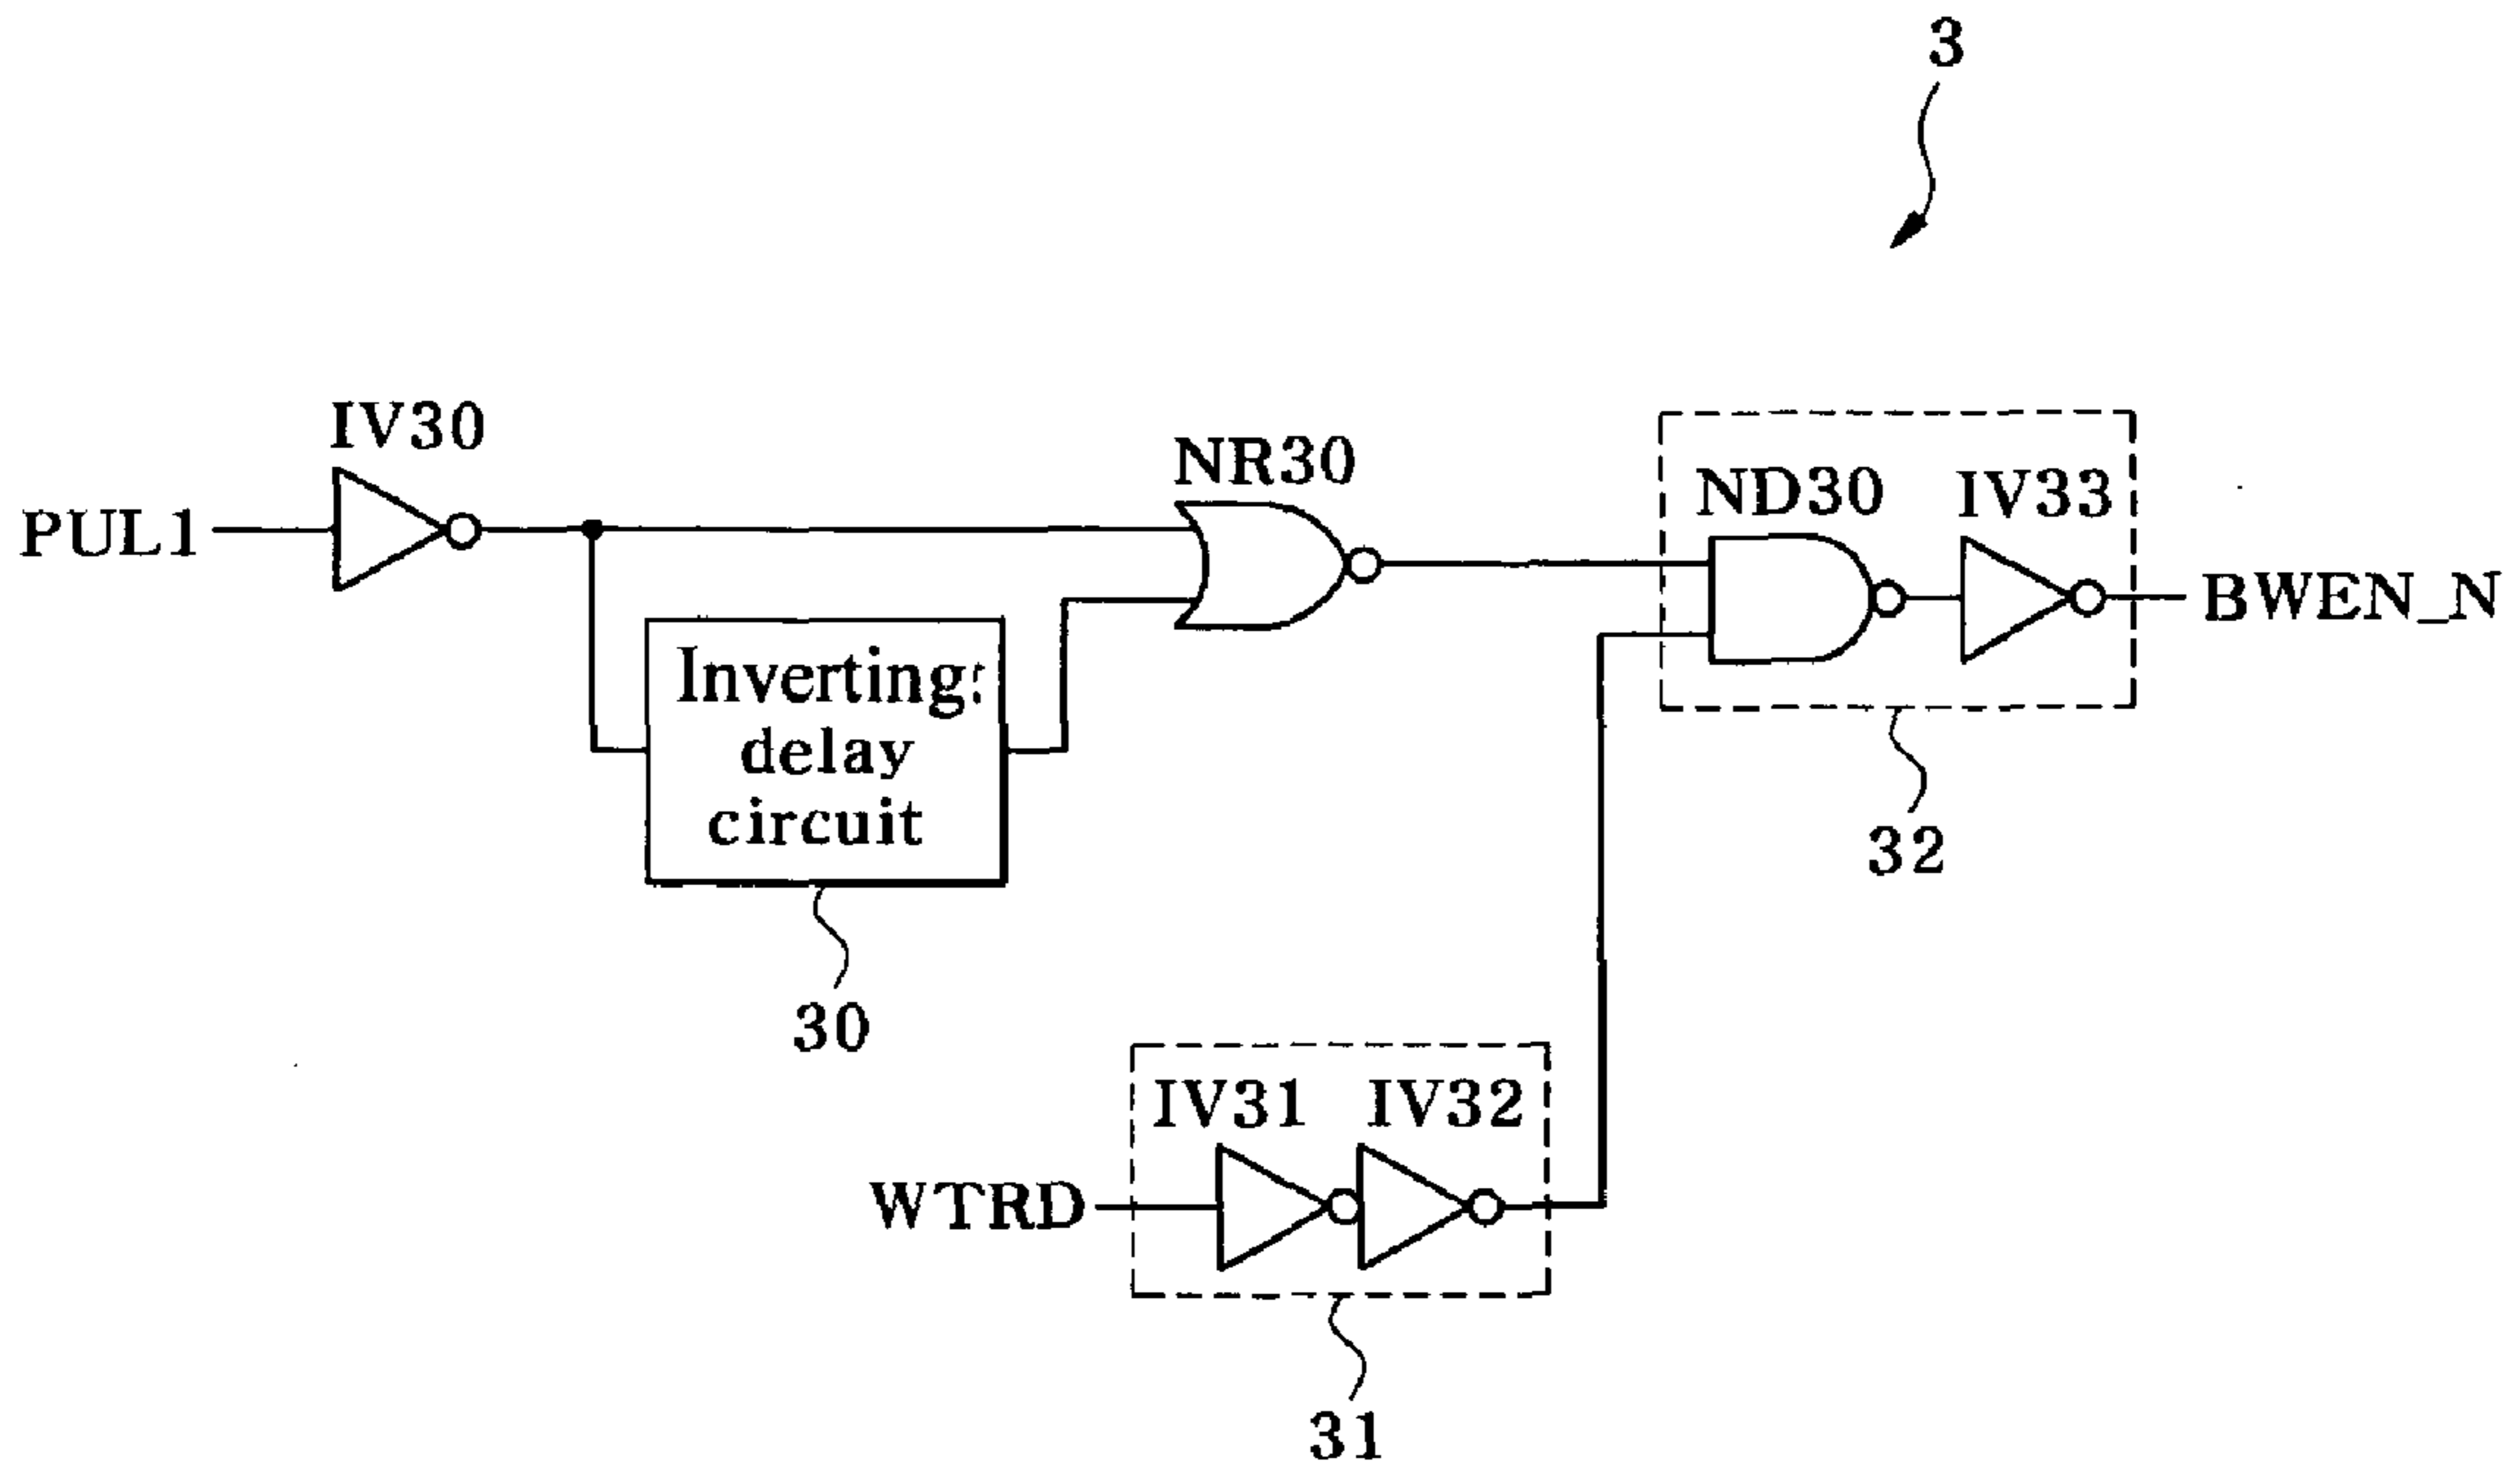 3
IV30
NR30
ND30 IV33
PUL1
BWEN_N
Inverting
delay
circuit
32
30
IV31 IV32
WTRD
31